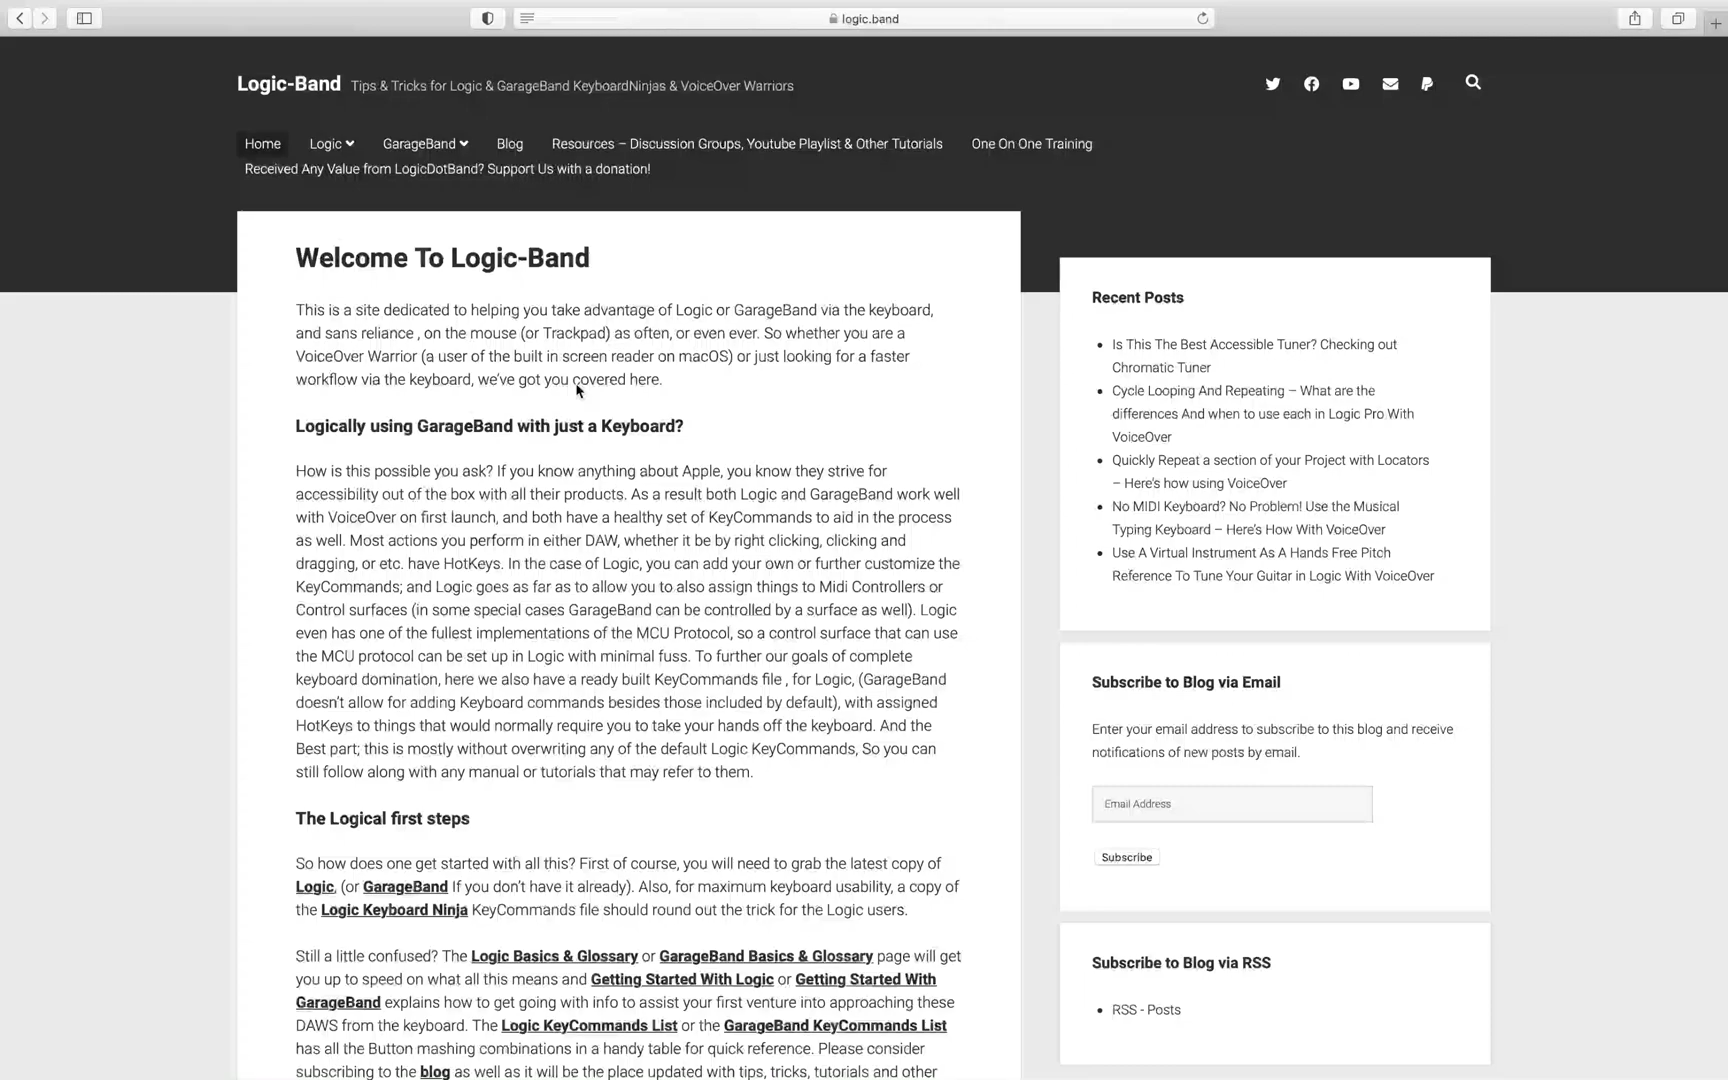 logic.band
Logic-Band Tips & Tricks for Logic & GarageBand KeyboardNinjas & VoiceOver Warriors
Home Logic GarageBand Blog Resources – Discussion Groups, Youtube Playlist & Other Tutorials One On One Training
Received Any Value from LogicDotBand? Support Us with a donation!
Welcome To Logic-Band
This is a site dedicated to helping you take advantage of Logic or GarageBand via the keyboard,
and sans reliance , on the mouse (or Trackpad) as often, or even ever. So whether you are a
VoiceOver Warrior (a user of the built in screen reader on macOS) or just looking for a faster
workflow via the keyboard, we've got you covered here.
Logically using GarageBand with just a Keyboard?
How is this possible you ask? If you know anything about Apple, you know they strive for
accessibility out of the box with all their products. As a result both Logic and GarageBand work well
with VoiceOver on first launch, and both have a healthy set of KeyCommands to aid in the process
as well. Most actions you perform in either DAW, whether it be by right clicking, clicking and
dragging, or etc. have HotKeys. In the case of Logic, you can add your own or further customize the
KeyCommands; and Logic goes as far as to allow you to also assign things to Midi Controllers or
Control surfaces (in some special cases GarageBand can be controlled by a surface as well). Logic
even has one of the fullest implementations of the MCU Protocol, so a control surface that can use
the MCU protocol can be set up in Logic with minimal fuss. To further our goals of complete
keyboard domination, here we also have a ready built KeyCommands file , for Logic, (GarageBand
doesn't allow for adding Keyboard commands besides those included by default), with assigned
HotKeys to things that would normally require you to take your hands off the keyboard. And the
Best part; this is mostly without overwriting any of the default Logic KeyCommands, So you can
still follow along with any manual or tutorials that may refer to them.
The Logical first steps
So how does one get started with all this? First of course, you will need to grab the latest copy of
Logic, (or GarageBand If you don't have it already). Also, for maximum keyboard usability, a copy of
the Logic Keyboard Ninja KeyCommands file should round out the trick for the Logic users.
Still a little confused? The Logic Basics & Glossary or GarageBand Basics & Glossary page will get
you up to speed on what all this means and Getting Started With Logic or Getting Started With
GarageBand explains how to get going with info to assist your first venture into approaching these
DAWS from the keyboard. The Logic KeyCommands List or the GarageBand KeyCommands List
has all the Button mashing combinations in a handy table for quick reference. Please consider
subscribing to the blog as well as it will be the place updated with tips, tricks, tutorials and other
Recent Posts
Is This The Best Accessible Tuner? Checking out
Chromatic Tuner
Cycle Looping And Repeating – What are the
differences And when to use each in Logic Pro With
VoiceOver
Quickly Repeat a section of your Project with Locators
– Here's how using VoiceOver
No MIDI Keyboard? No Problem! Use the Musical
Typing Keyboard – Here's How With VoiceOver
Use A Virtual Instrument As A Hands Free Pitch
Reference To Tune Your Guitar in Logic With VoiceOver
Subscribe to Blog via Email
Enter your email address to subscribe to this blog and receive
notifications of new posts by email.
Email Address
Subscribe
Subscribe to Blog via RSS
RSS - Posts